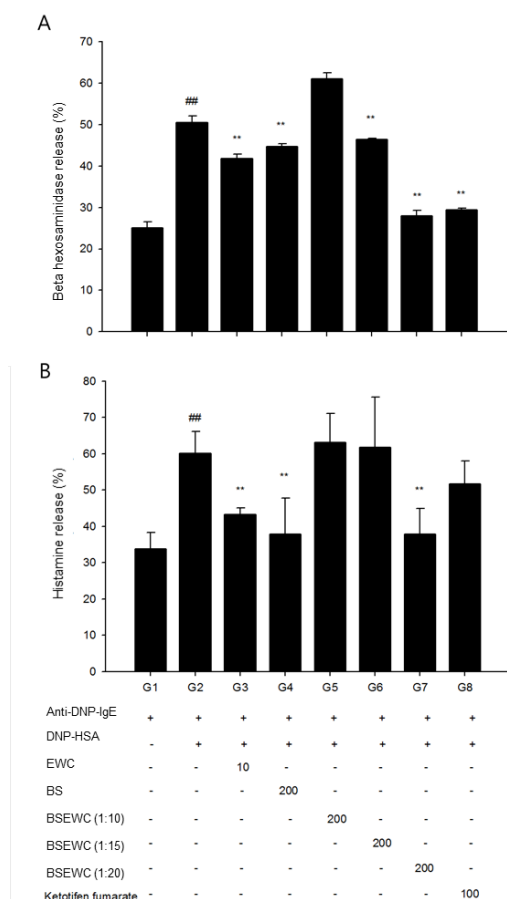 A
Beta hexosaminidase release (%)
70
60
50
40
30
20
10
0
##
**
**
**
**
**
B
Histamine release (%)
80
70
60
50
40
30
20
10
0
##
**
**
**
G1 G2 G3 G4 G5 G6 G7 G8
Anti-DNP-IgE + + + + + + + +
DNP-HSA - + + + + + + +
EWC - - 10 - - - - -
BS - - - 200 - - - -
BSEWC (1:10) - - - - 200 - - -
BSEWC (1:15) - - - - - 200 - -
BSEWC (1:20) - - - - - - 200 -
Ketotifen fumarate - - - - - - - 100